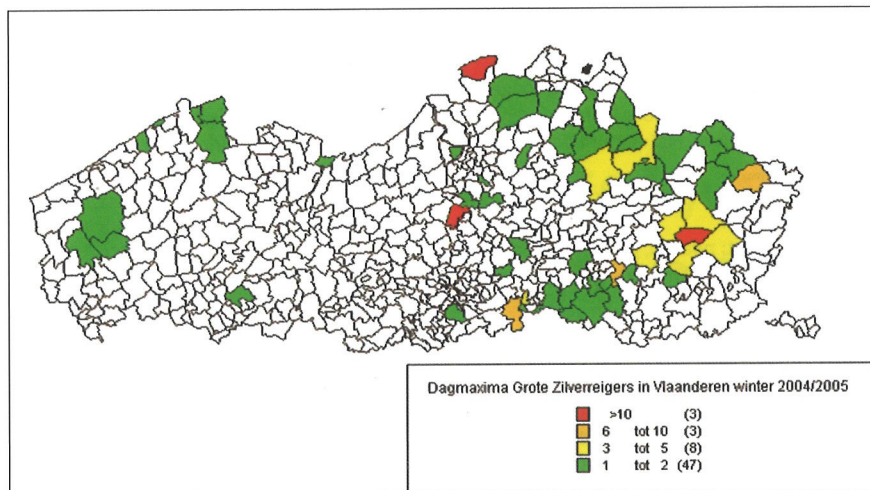 Dagmaxima Grote Zilverreigers in Vlaanderen winter 2004/2005
>10 (3)
6 tot 10 (3)
3 tot 5 (8)
1 tot 2 (47)